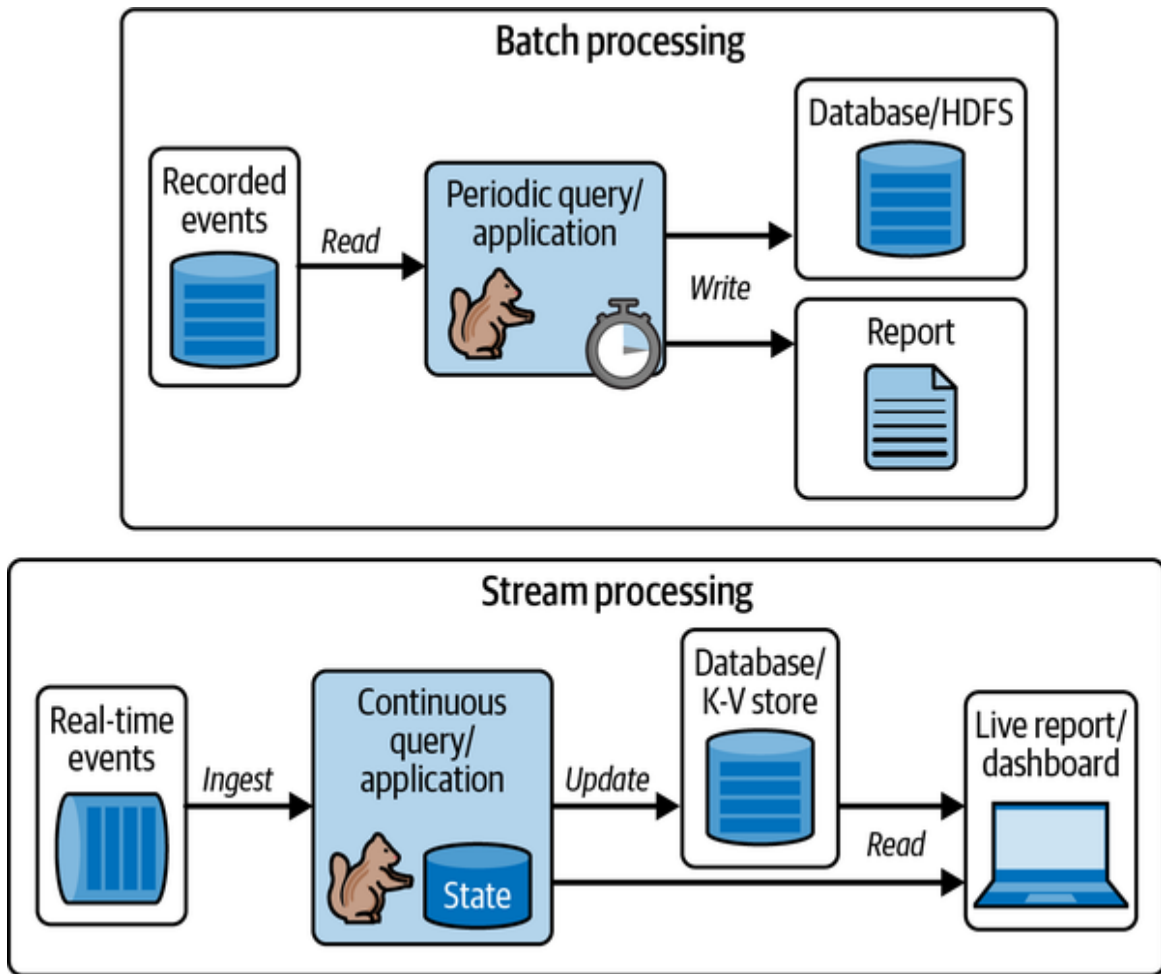 Batch processing
Recorded
events
Read
Periodic query/
application
Write
Database/HDFS
Report
Stream processing
Real-time
events
Ingest
Continuous
query/
application
State
Update
Database/
K-V store
Read
Live report/
dashboard